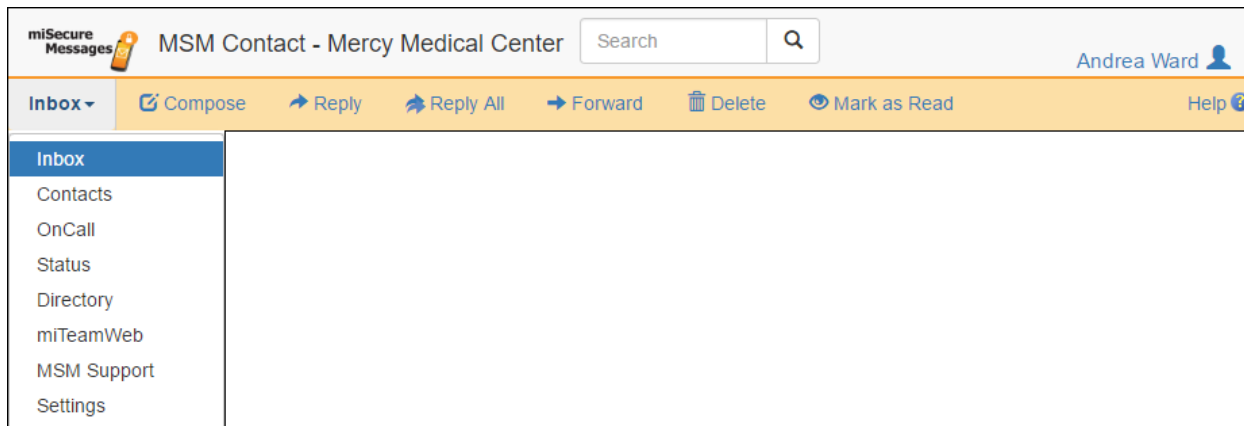 miSecure
Messages
MSM Contact - Mercy Medical Center
Search
Andrea Ward
Inbox
Compose
Reply
Reply All
Forward
Delete
Mark as Read
Help
Inbox
Contacts
OnCall
Status
Directory
miTeamWeb
MSM Support
Settings